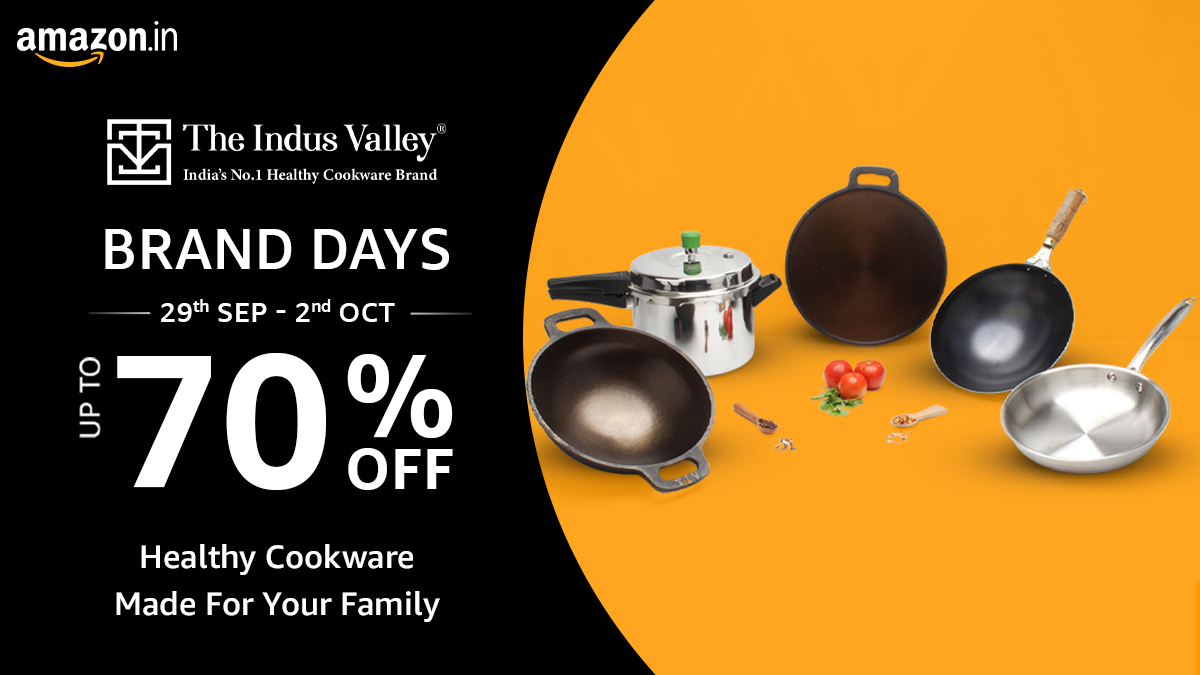 amazon.in
The Indus Valley®
India's No.1 Healthy Cookware Brand
BRAND DAYS
29th SEP - 2nd OCT
UP TO
70%
OFF
Healthy Cookware
Made For Your Family